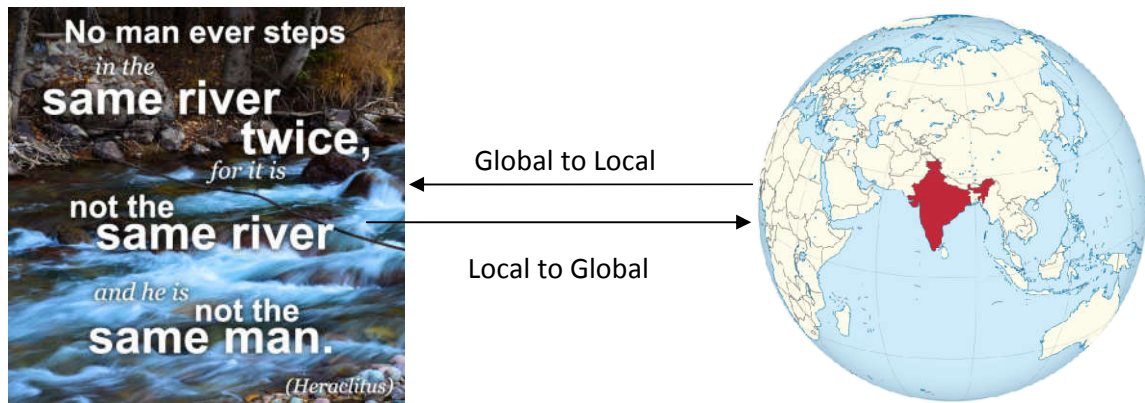 No man ever steps
in the
same river
twice,
for it is
not the
same river
and he is
not the
same man.
(Heraclitus)
Global to Local
Local to Global